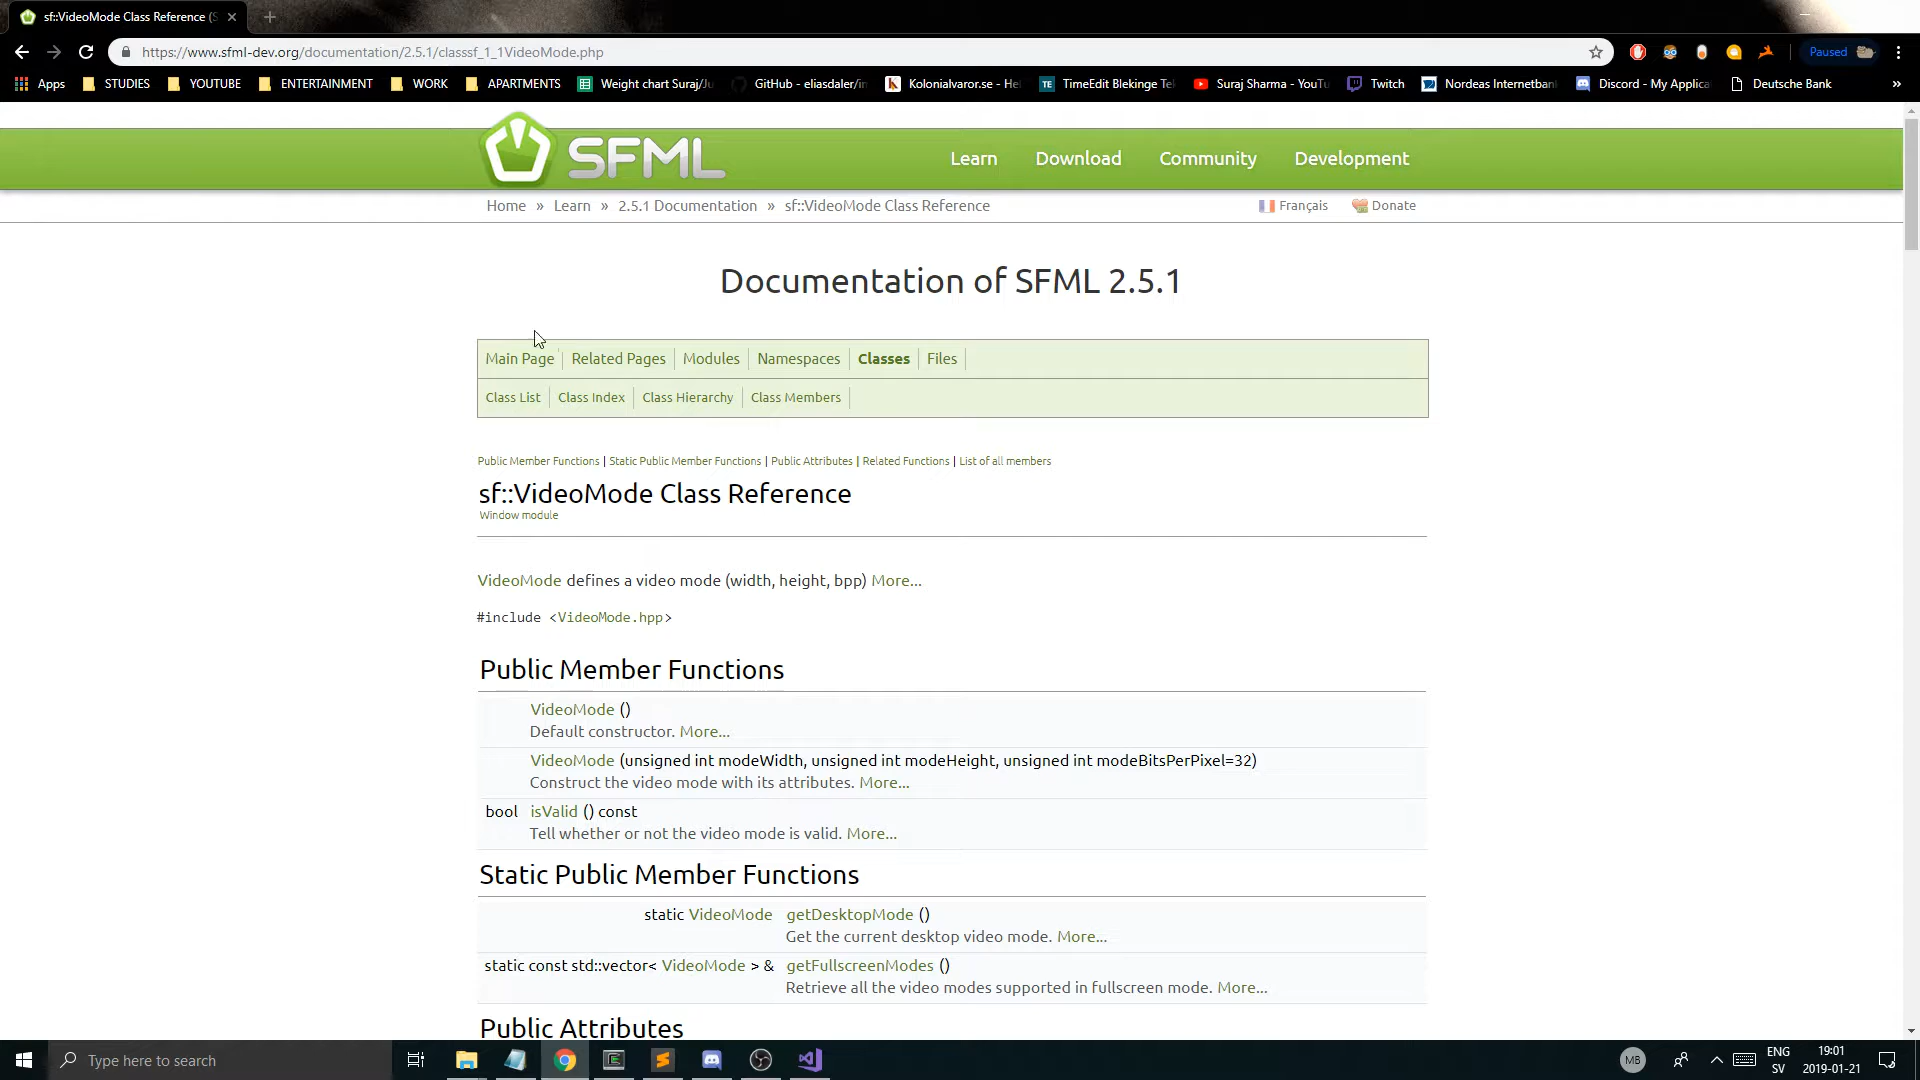 sf::VideoMode Class Reference (S
https://www.sfml-dev.org/documentation/2.5.1/classsf_1_1VideoMode.php
Paused
Apps STUDIES YOUTUBE ENTERTAINMENT WORK APARTMENTS Weight chart Suraj/Ju GitHub - eliasdaler/in Kolonialvaror.se - He TimeEdit Blekinge Te Suraj Sharma - YouTu Twitch Nordeas Internetban Discord - My Applica Deutsche Bank »
SFML
Learn Download Community Development
Home » Learn » 2.5.1 Documentation » sf::VideoMode Class Reference
Français Donate
Documentation of SFML 2.5.1
Main Page Related Pages Modules Namespaces Classes Files
Class List Class Index Class Hierarchy Class Members
Public Member Functions | Static Public Member Functions | Public Attributes | Related Functions | List of all members
sf::VideoMode Class Reference
Window module
VideoMode defines a video mode (width, height, bpp) More...
#include <VideoMode.hpp>
Public Member Functions
VideoMode ()
Default constructor. More...
VideoMode (unsigned int modeWidth, unsigned int modeHeight, unsigned int modeBitsPerPixel=32)
Construct the video mode with its attributes. More...
bool isValid () const
Tell whether or not the video mode is valid. More...
Static Public Member Functions
static VideoMode getDesktopMode ()
Get the current desktop video mode. More...
static const std::vector< VideoMode > & getFullscreenModes ()
Retrieve all the video modes supported in fullscreen mode. More...
Public Attributes
Type here to search
MB
ENG
SV
19:01
2019-01-21